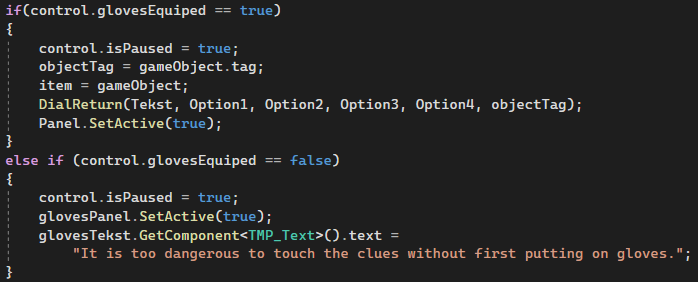 if(control.glovesEquiped == true)
{
control.isPaused = true;
objectTag = gameObject.tag;
item = gameObject;
DialReturn(Tekst, Option1, Option2, Option3, Option4, objectTag);
Panel.SetActive(true);
}
else if (control.glovesEquiped == false)
{
control.isPaused = true;
glovesPanel.SetActive(true);
glovesTekst.GetComponent<TMP_Text>().text =
"It is too dangerous to touch the clues without first putting on gloves.";
}